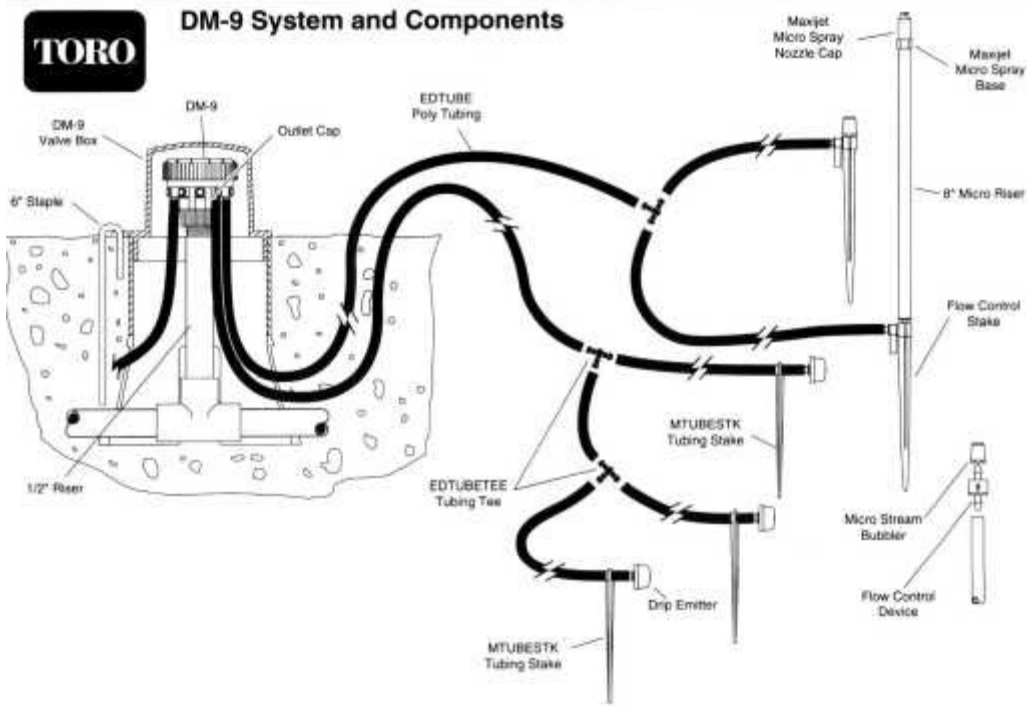 DM-9 System and Components
TORO
Maxijet
Micro Spray
Nozzle Cap
Maxijet
Micro Spray
Base
EDTUBE
Poly Tubing
DM-9
DM-9
Valve Box
Outlet Cap
6" Staple
8" Micro Riser
Flow Control
Stake
MTUBESTK
Tubing Stake
EDTUBETEE
Tubing Tee
1/2" Riser
Micro Stream
Bubbler
Flow Control
Device
Drip Emitter
MTUBESTK
Tubing Stake